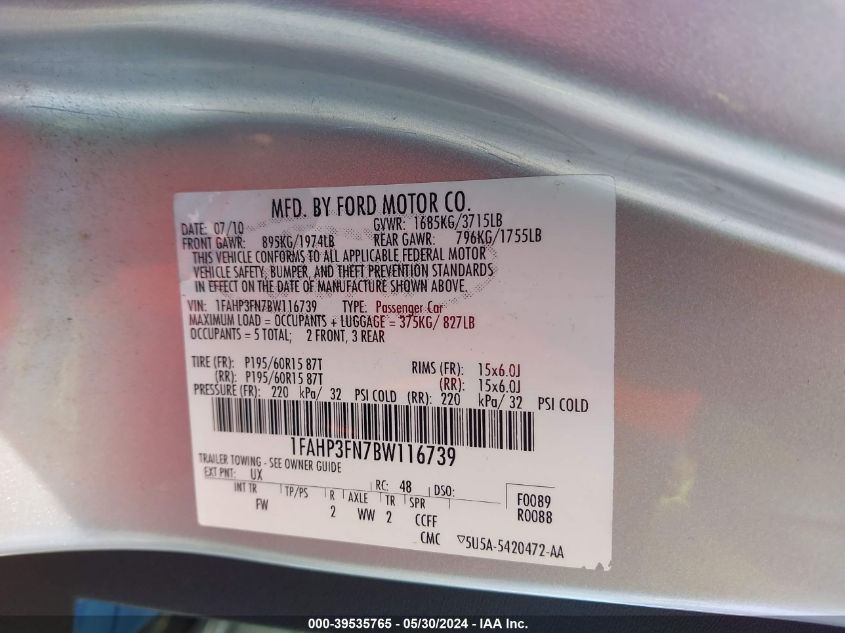 MFD. BY FORD MOTOR CO.
DATE: 07/10 GVWR: 1685KG/3715LB
FRONT GAWR: 895KG/1974LB REAR GAWR: 796KG/1755LB
THIS VEHICLE CONFORMS TO ALL APPLICABLE FEDERAL MOTOR
VEHICLE SAFETY, BUMPER, AND THEFT PREVENTION STANDARDS
IN EFFECT ON THE DATE OF MANUFACTURE SHOWN ABOVE.
VIN: 1FAHP3FN7BW116739 TYPE: Passenger Car
MAXIMUM LOAD = OCCUPANTS + LUGGAGE = 375KG/ 827LB
OCCUPANTS = 5 TOTAL; 2 FRONT, 3 REAR
TIRE (FR): P195/60R15 87T RIMS (FR): 15x6.0J
(RR): P195/60R15 87T (RR): 15x6.0J
PRESSURE (FR): 220 kPa/ 32 PSI COLD (RR): 220 kPa/ 32 PSI COLD
1FAHP3FN7BW116739
TRAILER TOWING - SEE OWNER GUIDE
EXT PNT: UX RC: 48 DSO:
INT TR TP/PS R AXLE TR SPR F0089
FW 2 WW 2 CCFF R0088
CMC ▽5U5A-5420472-AA
000-39535765 - 05/30/2024 - IAA Inc.